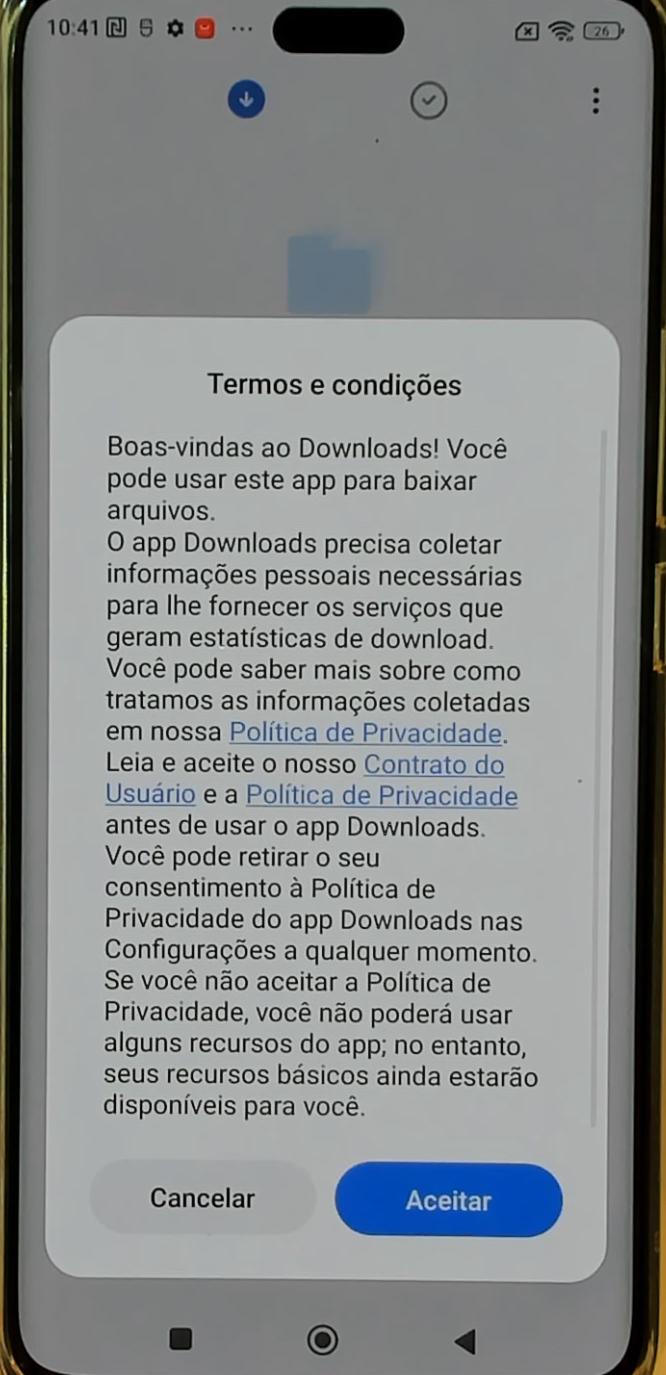 10:41
26
Termos e condições
Boas-vindas ao Downloads! Você
pode usar este app para baixar
arquivos.
O app Downloads precisa coletar
informações pessoais necessárias
para lhe fornecer os serviços que
geram estatísticas de download.
Você pode saber mais sobre como
tratamos as informações coletadas
em nossa Política de Privacidade.
Leia e aceite o nosso Contrato do
Usuário e a Política de Privacidade
antes de usar o app Downloads.
Você pode retirar o seu
consentimento à Política de
Privacidade do app Downloads nas
Configurações a qualquer momento.
Se você não aceitar a Política de
Privacidade, você não poderá usar
alguns recursos do app; no entanto,
seus recursos básicos ainda estarão
disponíveis para você.
Cancelar
Aceitar